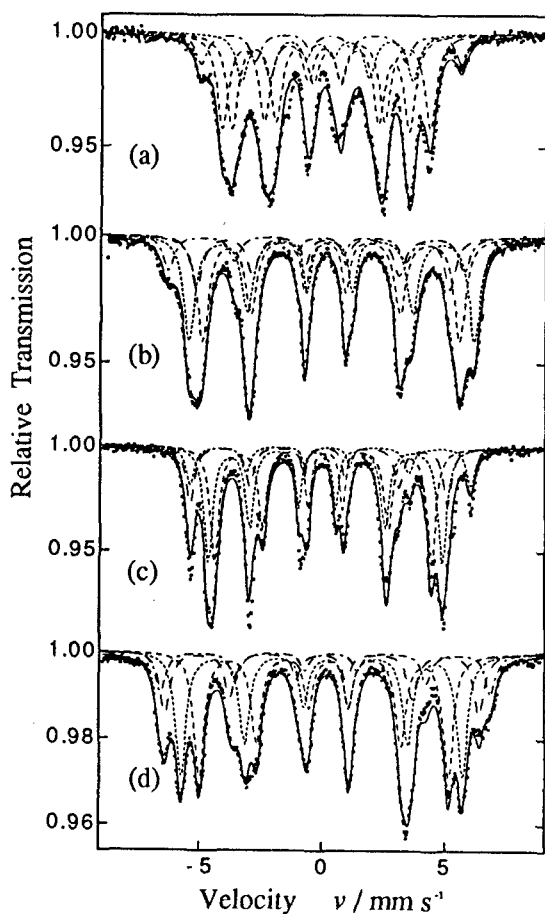 1.00
0.95
(a)
1.00
0.95
(b)
1.00
0.95
(c)
1.00
0.98
0.96
(d)
Relative Transmission
-5 0 5
Velocity v / mm s⁻¹